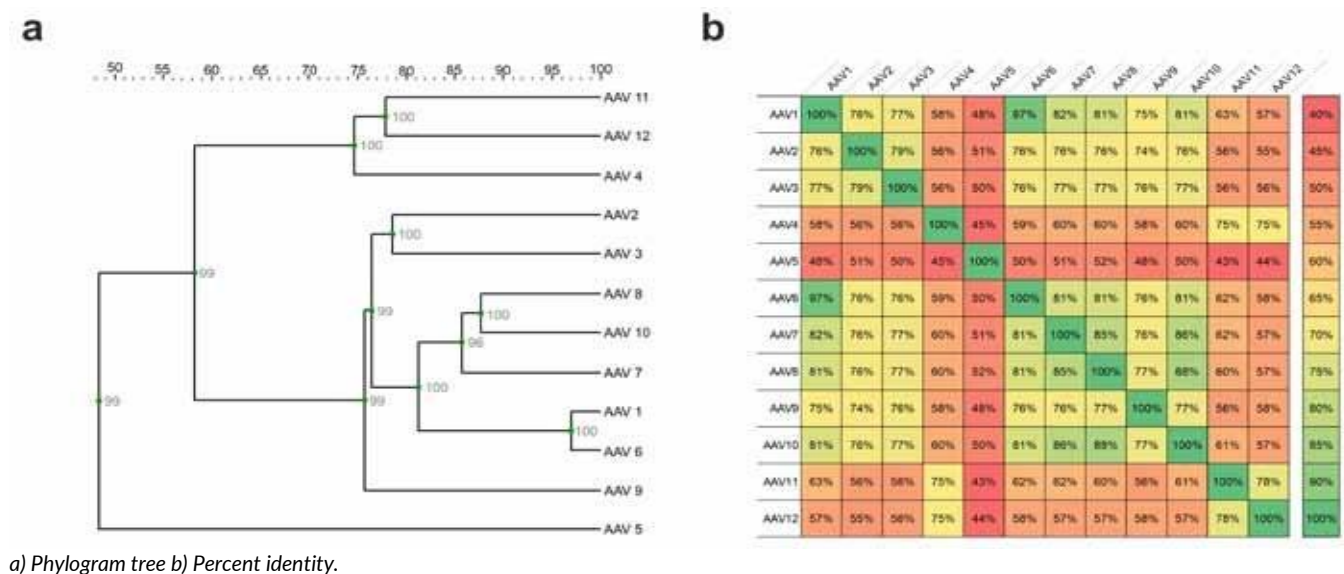 a
50 55 60 65 70 75 80 85 90 95 100
AAV 11
100
AAV 12
100
AAV 4
AAV2
100
AAV 3
99
99
AAV 8
100
AAV 10
96
AAV 7
100
AAV 1
100
AAV 6
99
99
AAV 9
AAV 5
b
AAV1 AAV2 AAV3 AAV4 AAV5 AAV6 AAV7 AAV8 AAV9 AAV10 AAV11 AAV12
AAV1 100% 76% 77% 58% 48% 97% 82% 81% 75% 81% 63% 57% 40%
AAV2 76% 100% 79% 56% 51% 76% 76% 76% 74% 76% 56% 55% 45%
AAV3 77% 79% 100% 56% 50% 76% 77% 77% 76% 77% 56% 56% 50%
AAV4 58% 56% 56% 100% 45% 59% 60% 60% 58% 60% 75% 75% 55%
AAV5 48% 51% 50% 45% 100% 50% 51% 52% 48% 50% 43% 44% 60%
AAV6 97% 76% 76% 59% 50% 100% 81% 81% 76% 81% 62% 58% 65%
AAV7 82% 76% 77% 60% 51% 81% 100% 85% 76% 86% 62% 57% 70%
AAV8 81% 76% 77% 60% 52% 81% 85% 100% 77% 88% 60% 57% 75%
AAV9 75% 74% 76% 58% 48% 76% 76% 77% 100% 77% 56% 58% 80%
AAV10 81% 76% 77% 60% 50% 81% 86% 88% 77% 100% 61% 57% 85%
AAV11 63% 56% 56% 75% 43% 62% 62% 60% 56% 61% 100% 78% 90%
AAV12 57% 55% 56% 75% 44% 58% 57% 57% 58% 57% 78% 100% 100%
a) Phylogram tree b) Percent identity.